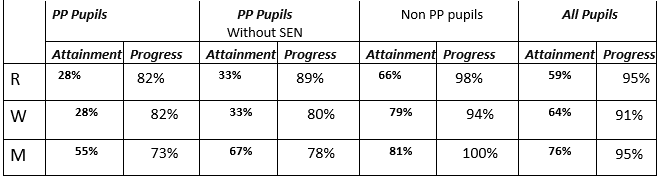 PP Pupils PP Pupils Non PP pupils All Pupils
Without SEN
Attainment Progress Attainment Progress Attainment Progress Attainment Progress
R 28% 82% 33% 89% 66% 98% 59% 95%
W 28% 82% 33% 80% 79% 94% 64% 91%
M 55% 73% 67% 78% 81% 100% 76% 95%